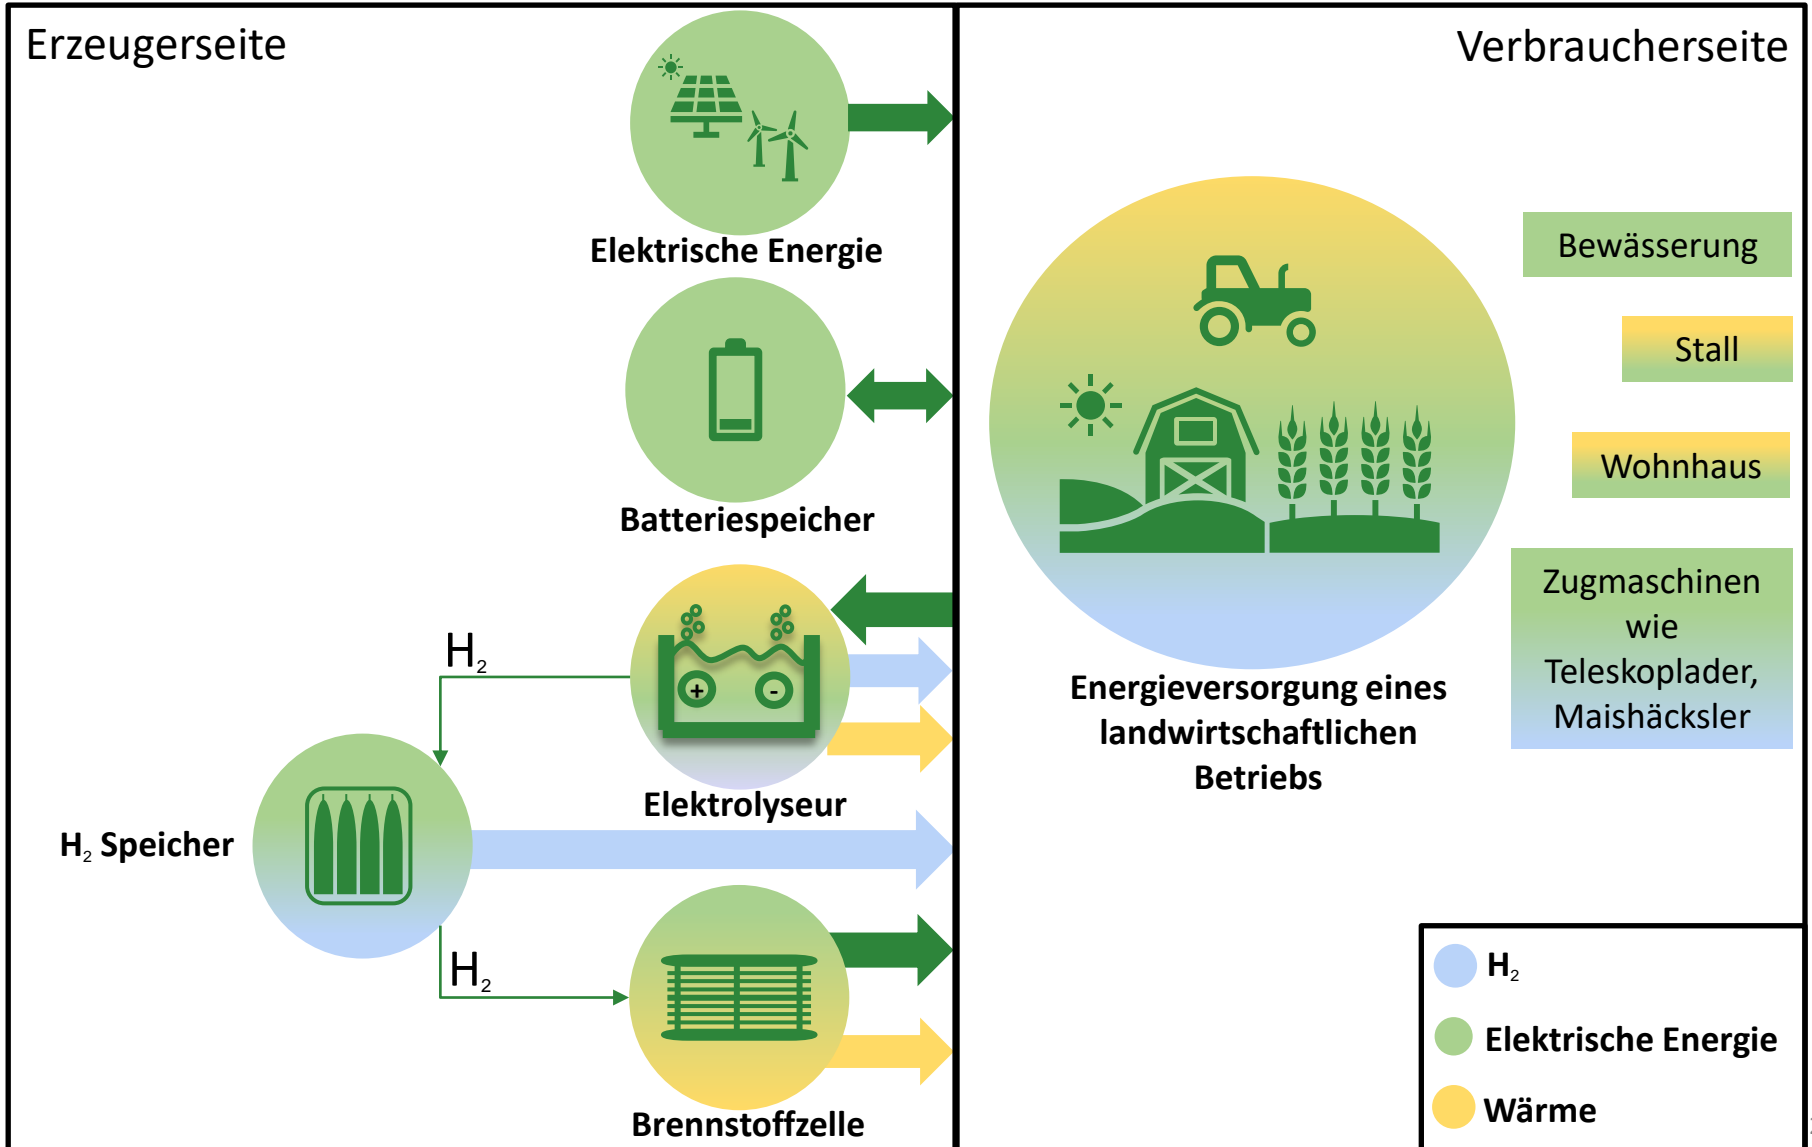 Erzeugerseite
Verbraucherseite
Elektrische Energie
Batteriespeicher
H₂
+
-
Elektrolyseur
H₂ Speicher
H₂
Brennstoffzelle
Energieversorgung eines
landwirtschaftlichen
Betriebs
Bewässerung
Stall
Wohnhaus
Zugmaschinen
wie
Teleskoplader,
Maishäcksler
H₂
Elektrische Energie
Wärme